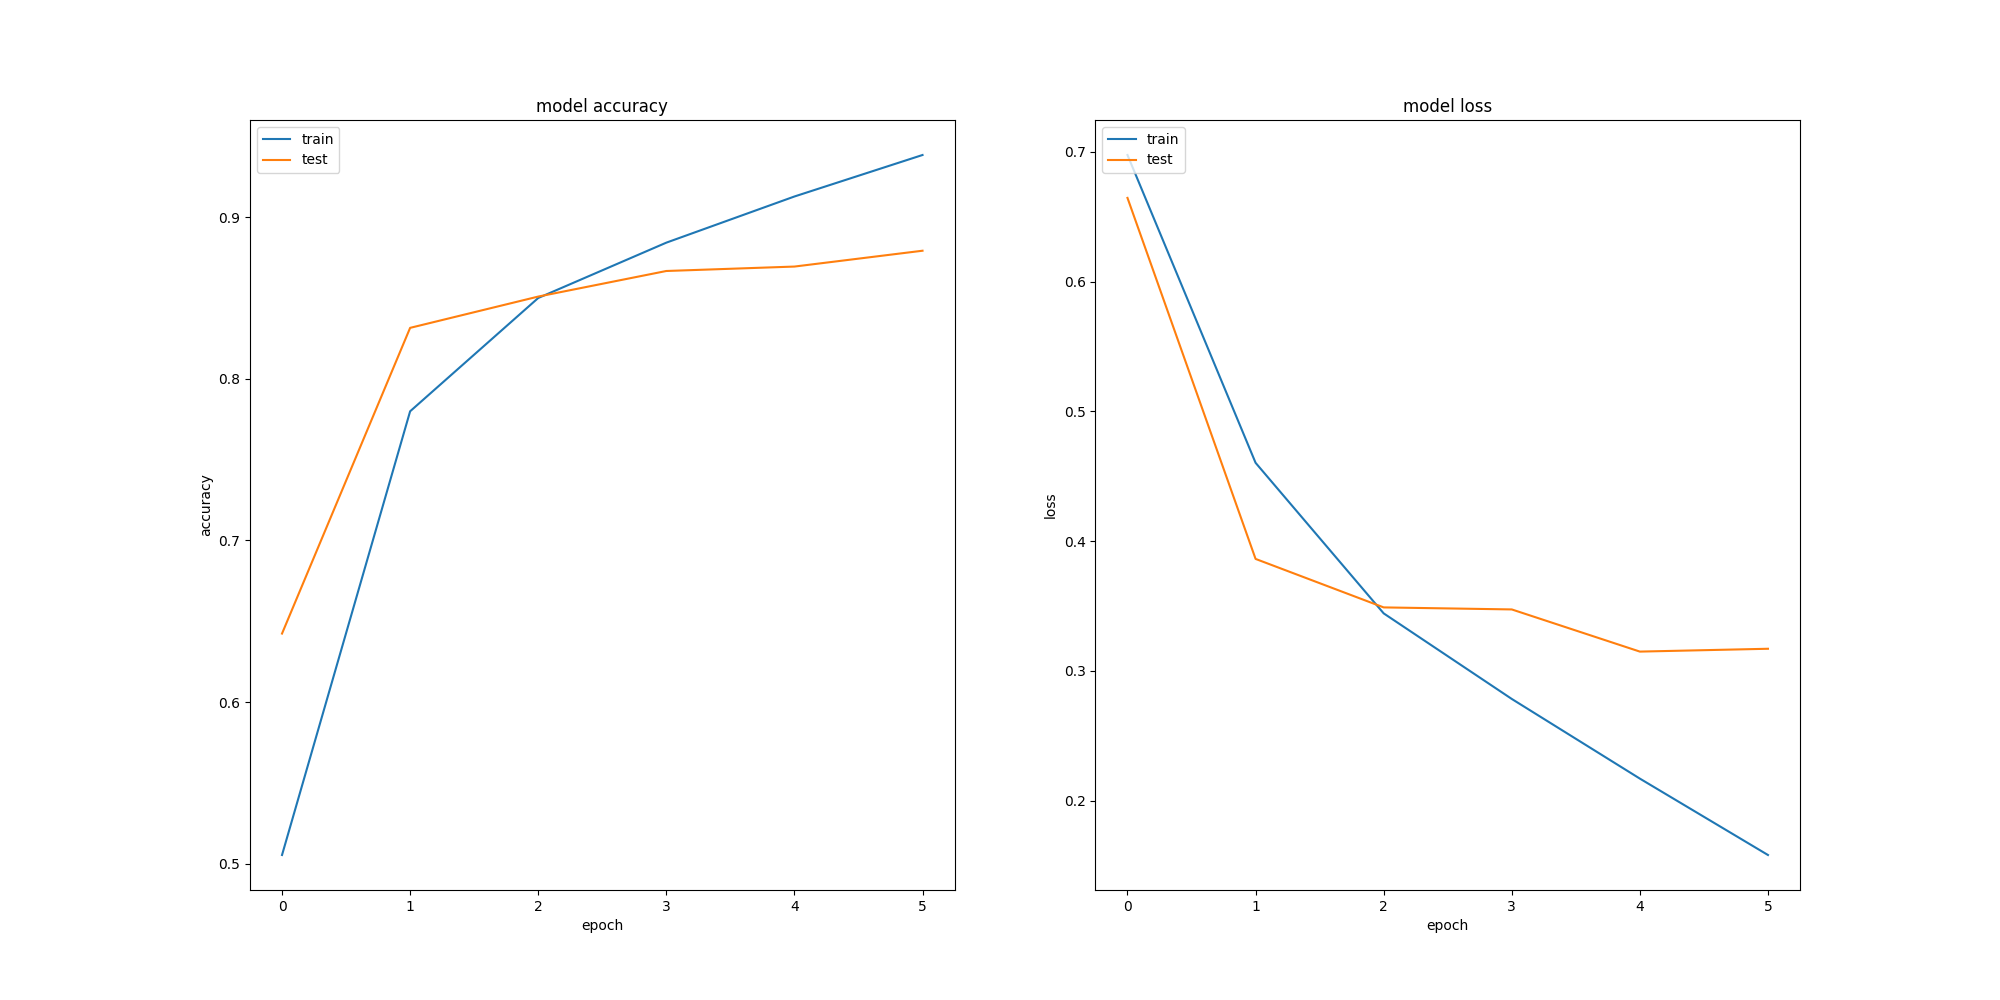 model accuracy
train
test
0.9
0.8
0.7
0.6
0.5
accuracy
0 1 2 3 4 5
epoch
model loss
train
test
0.7
0.6
0.5
0.4
0.3
0.2
loss
0 1 2 3 4 5
epoch